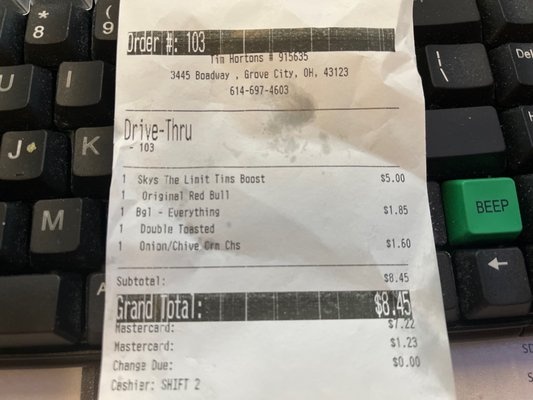 * 8
( 9
Order #: 103
Tim Hortons # 915635
3445 Boadway , Grove City, OH, 43123
614-697-4603
U
I
| \
Del
Drive-Thru
- 103
J
K
1 Skys The Limit Tims Boost $5.00
1 Original Red Bull
1 Bgl - Everything $1.85
1 Double Toasted
1 Onion/Chive Crm Chs $1.60
M
BEEP
Subtotal: $8.45
Grand Total: $8.45
Mastercard: $7.22
Mastercard: $1.23
Change Due: $0.00
Cashier: SHIFT 2